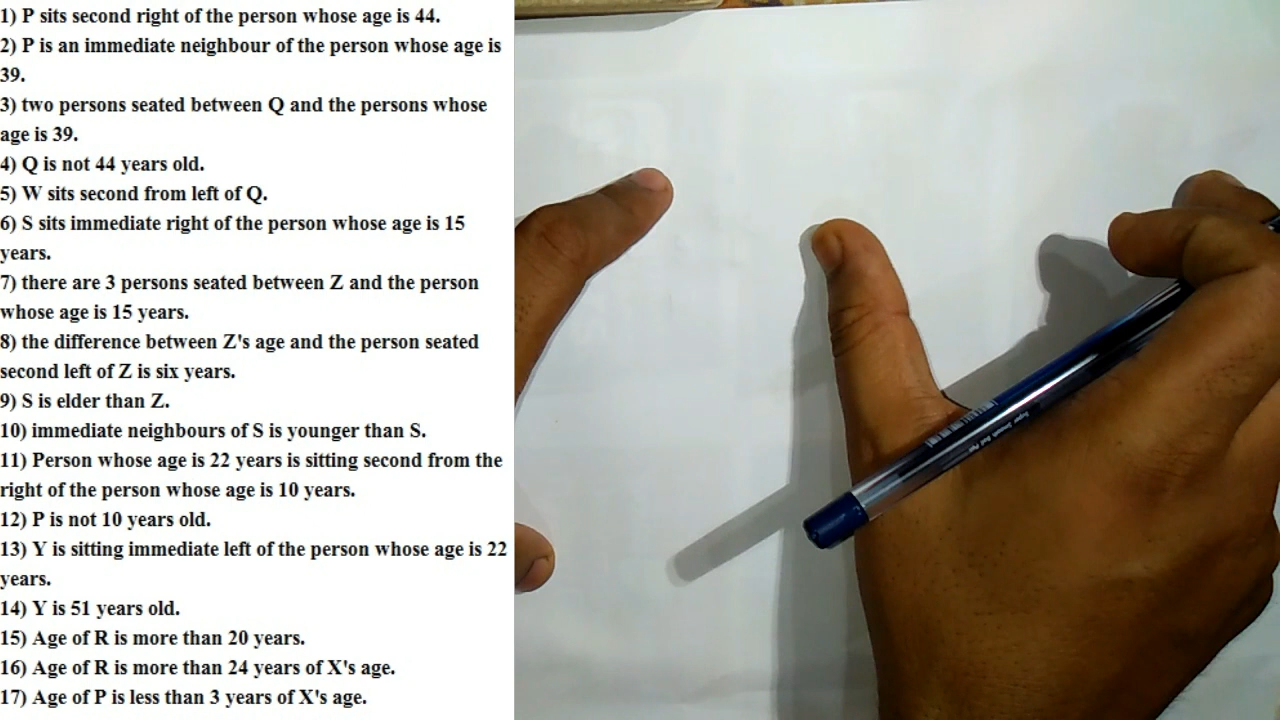 1) P sits second right of the person whose age is 44.
2) P is an immediate neighbour of the person whose age is
39.
3) two persons seated between Q and the persons whose
age is 39.
4) Q is not 44 years old.
5) W sits second from left of Q.
6) S sits immediate right of the person whose age is 15
years.
7) there are 3 persons seated between Z and the person
whose age is 15 years.
8) the difference between Z's age and the person seated
second left of Z is six years.
9) S is elder than Z.
10) immediate neighbours of S is younger than S.
11) Person whose age is 22 years is sitting second from the
right of the person whose age is 10 years.
12) P is not 10 years old.
13) Y is sitting immediate left of the person whose age is 22
years.
14) Y is 51 years old.
15) Age of R is more than 20 years.
16) Age of R is more than 24 years of X's age.
17) Age of P is less than 3 years of X's age.